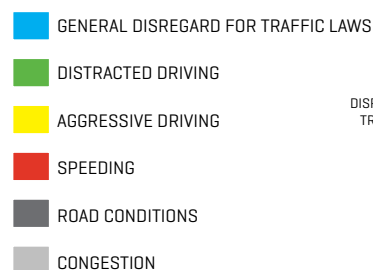 GENERAL DISREGARD FOR TRAFFIC LAWS
DISTRACTED DRIVING
AGGRESSIVE DRIVING
SPEEDING
ROAD CONDITIONS
CONGESTION